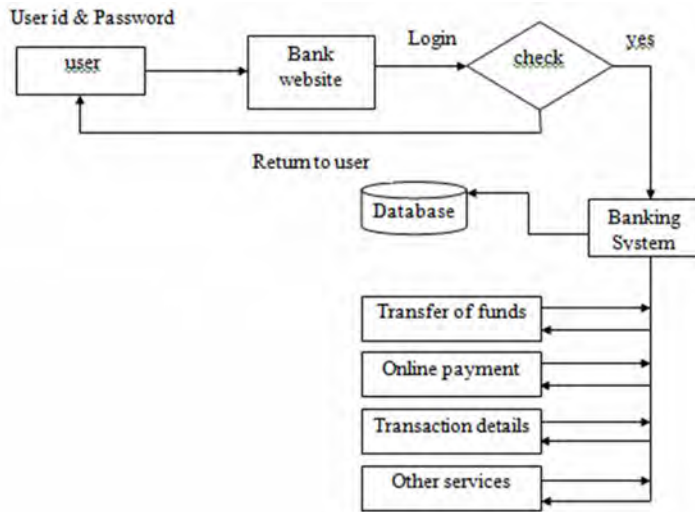 User id & Password
user
Bank
website
Login
check
yes
Return to user
Database
Banking
System
Transfer of funds
Online payment
Transaction details
Other services